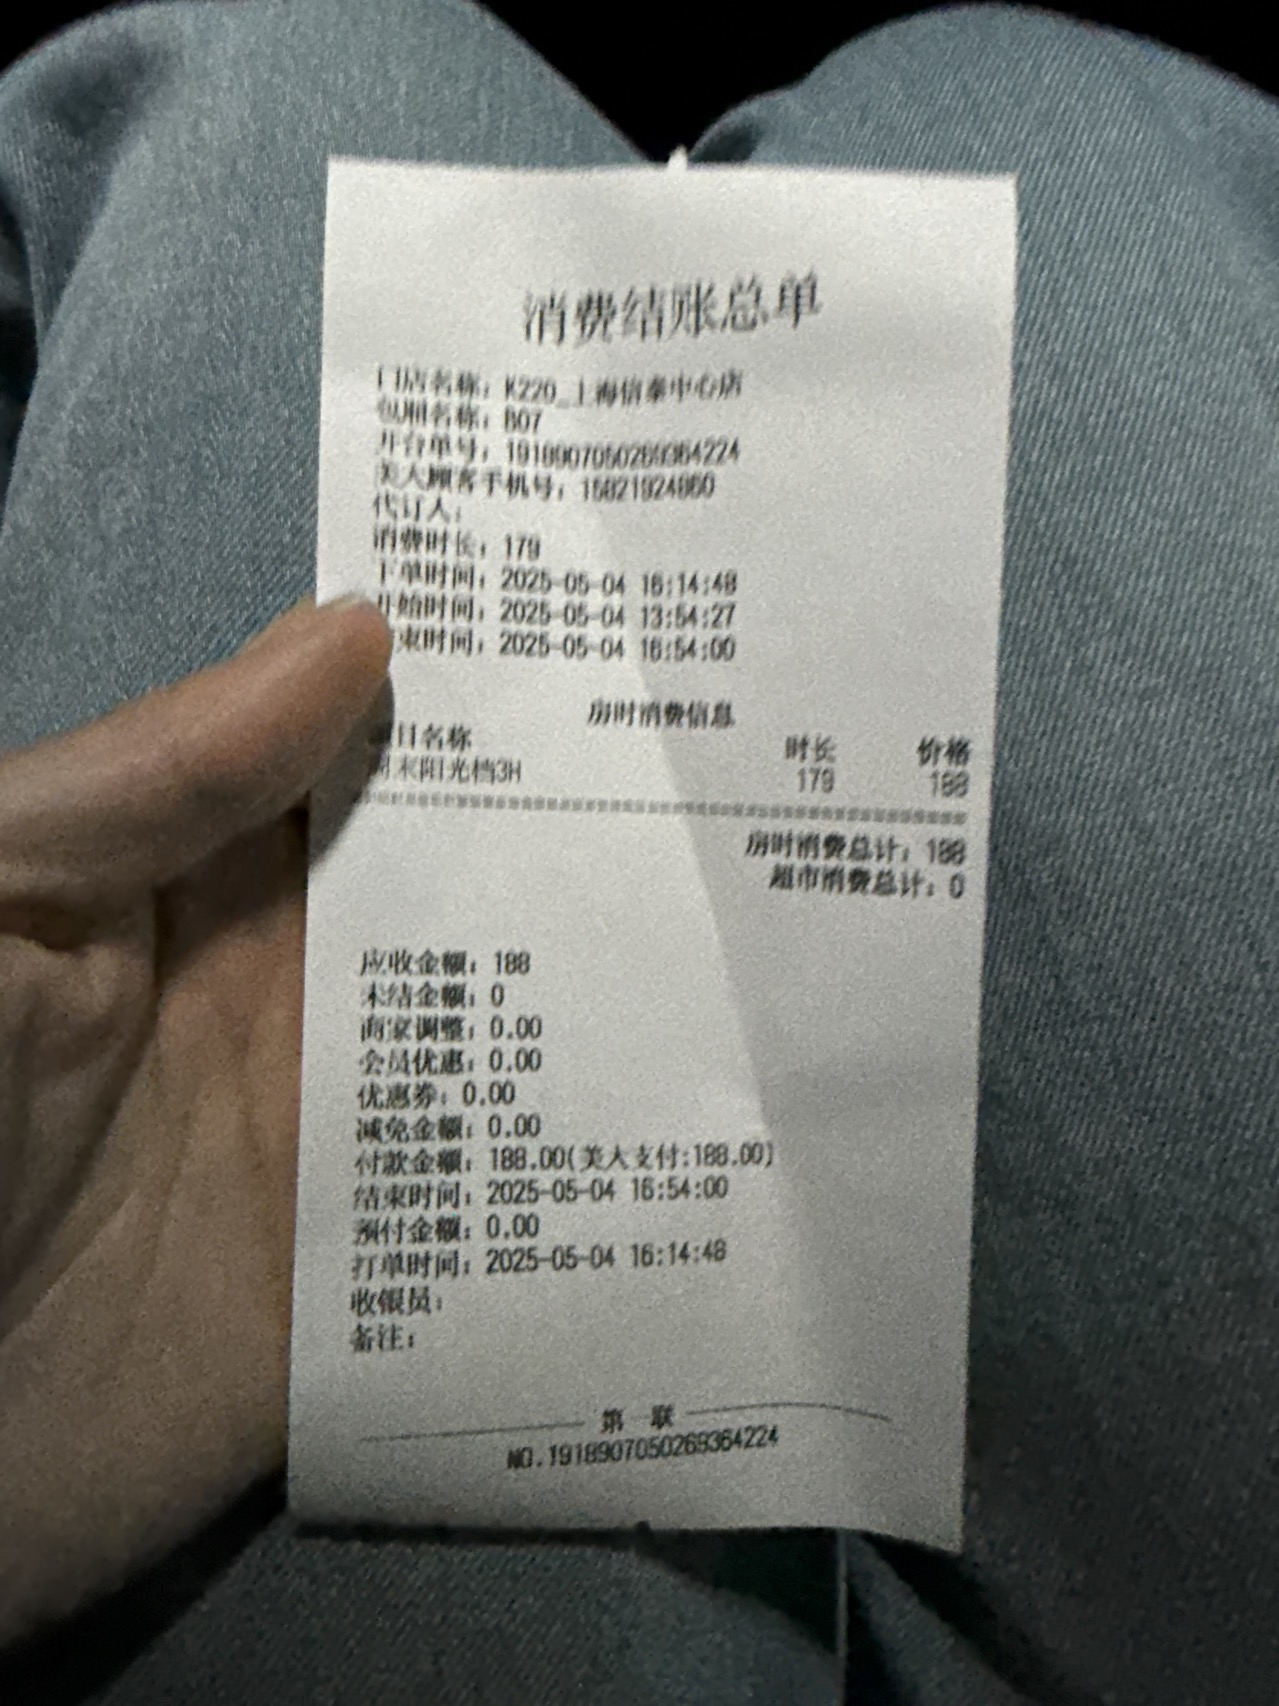 消费结账总单
门店名称：K220_上海信泰中心店
包厢名称：B07
开台单号：1918907050269364224
美大顾客手机号：15821924860
代订人：
消费时长：179
下单时间：2025-05-04 16:14:48
开始时间：2025-05-04 13:54:27
束时间：2025-05-04 16:54:00
房时消费信息
项目名称 时长 价格
周末阳光档3H 179 188
房时消费总计：188
超市消费总计：0
应收金额：188
未结金额：0
商家调整：0.00
会员优惠：0.00
优惠券：0.00
减免金额：0.00
付款金额：188.00(美大支付:188.00)
结束时间：2025-05-04 16:54:00
预付金额：0.00
打单时间：2025-05-04 16:14:48
收银员：
备注：
第 联
NO.1918907050269364224